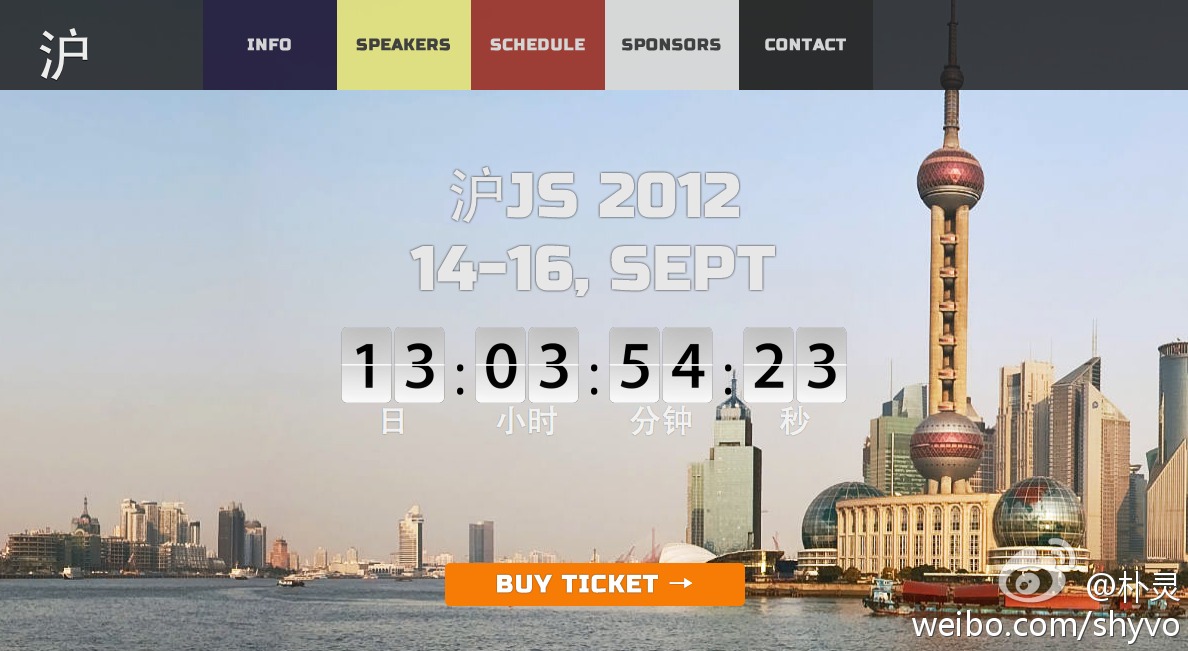 沪
INFO
SPEAKERS
SCHEDULE
SPONSORS
CONTACT
沪JS 2012
14-16, SEPT
13:03:54:23
日 小时 分钟 秒
BUY TICKET →
@朴灵
weibo.com/shyvo